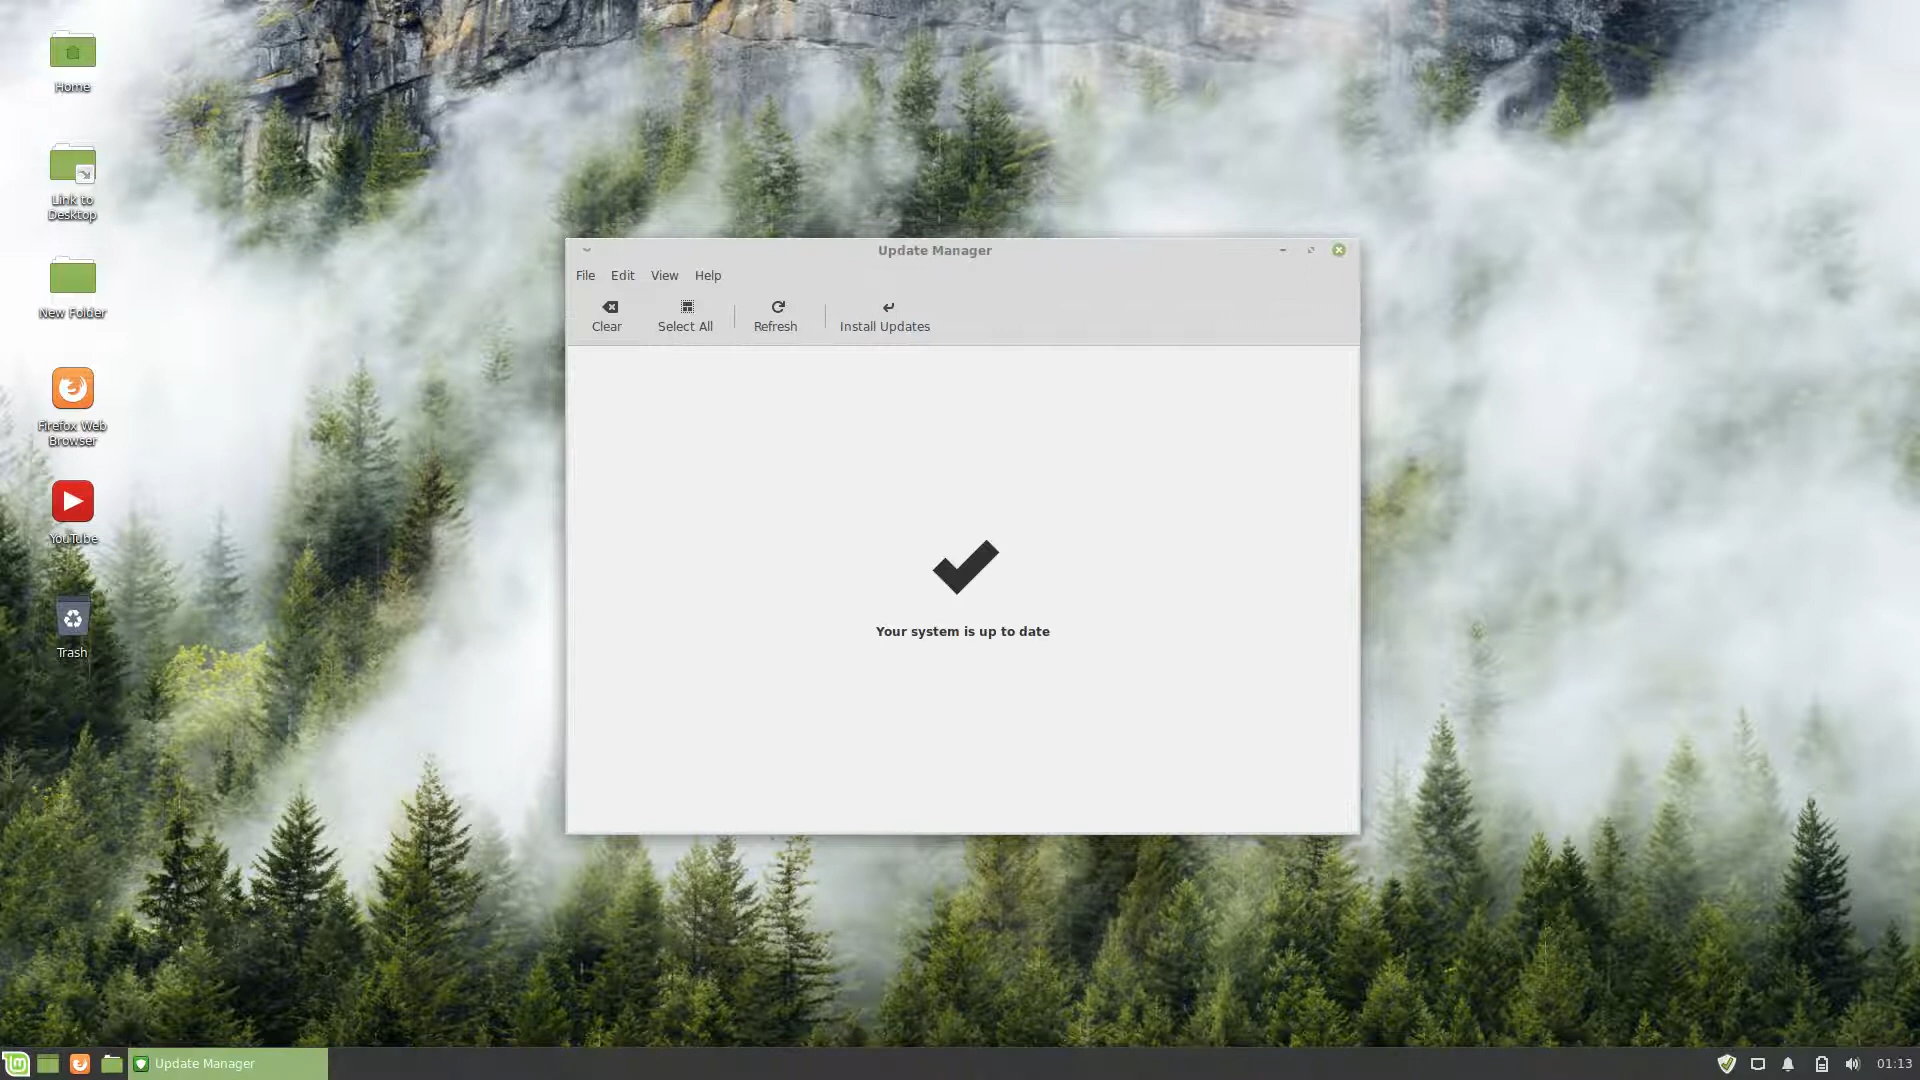 Home
Link to
Desktop
New Folder
Firefox Web
Browser
YouTube
Trash
Update Manager
File Edit View Help
Clear Select All Refresh Install Updates
Your system is up to date
Update Manager
01:13